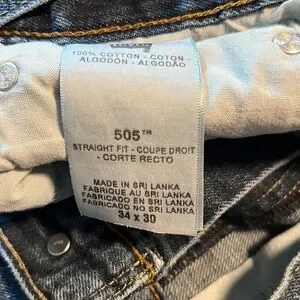 100% COTTON - COTON -
ALGODÓN - ALGODÃO
505™
STRAIGHT FIT - COUPE DROIT
- CORTE RECTO
MADE IN SRI LANKA
FABRIQUE AU SRI LANKA
FABRICADO EN SRI LANKA
FABRICADO NO SRI LANKA
34 x 30